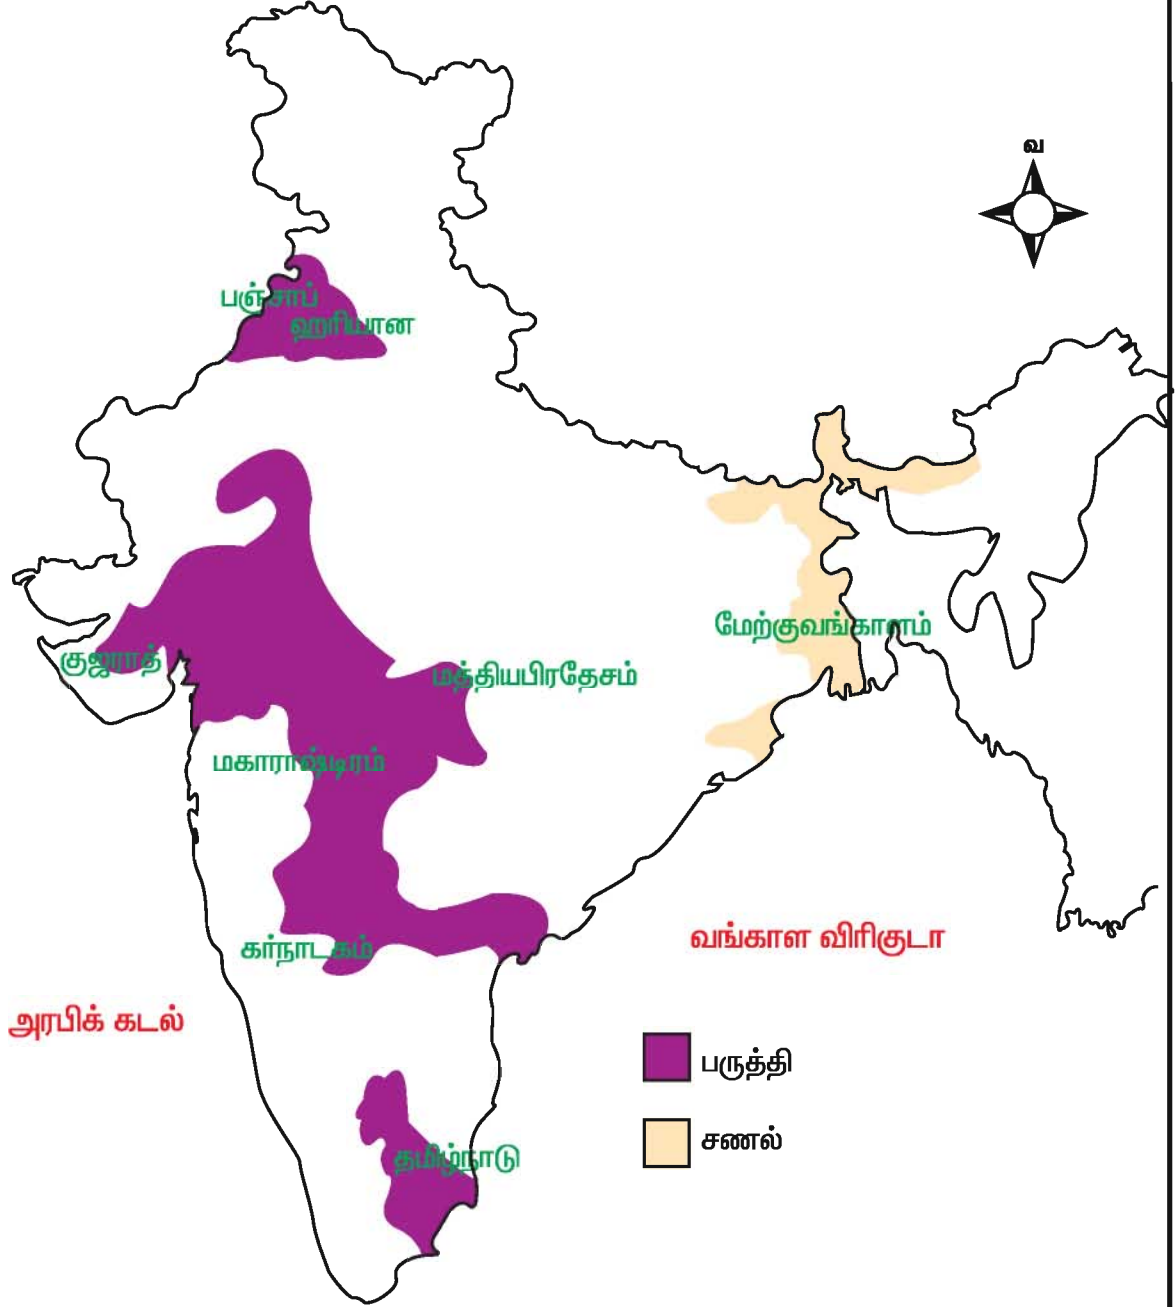 வ
பஞ்சாப்
ஹரியான
மேற்குவங்காளம்
குஜராத்
மத்தியபிரதேசம்
மகாராஷ்டிரம்
கர்நாடகம்
வங்காள விரிகுடா
அரபிக் கடல்
பருத்தி
சணல்
தமிழ்நாடு